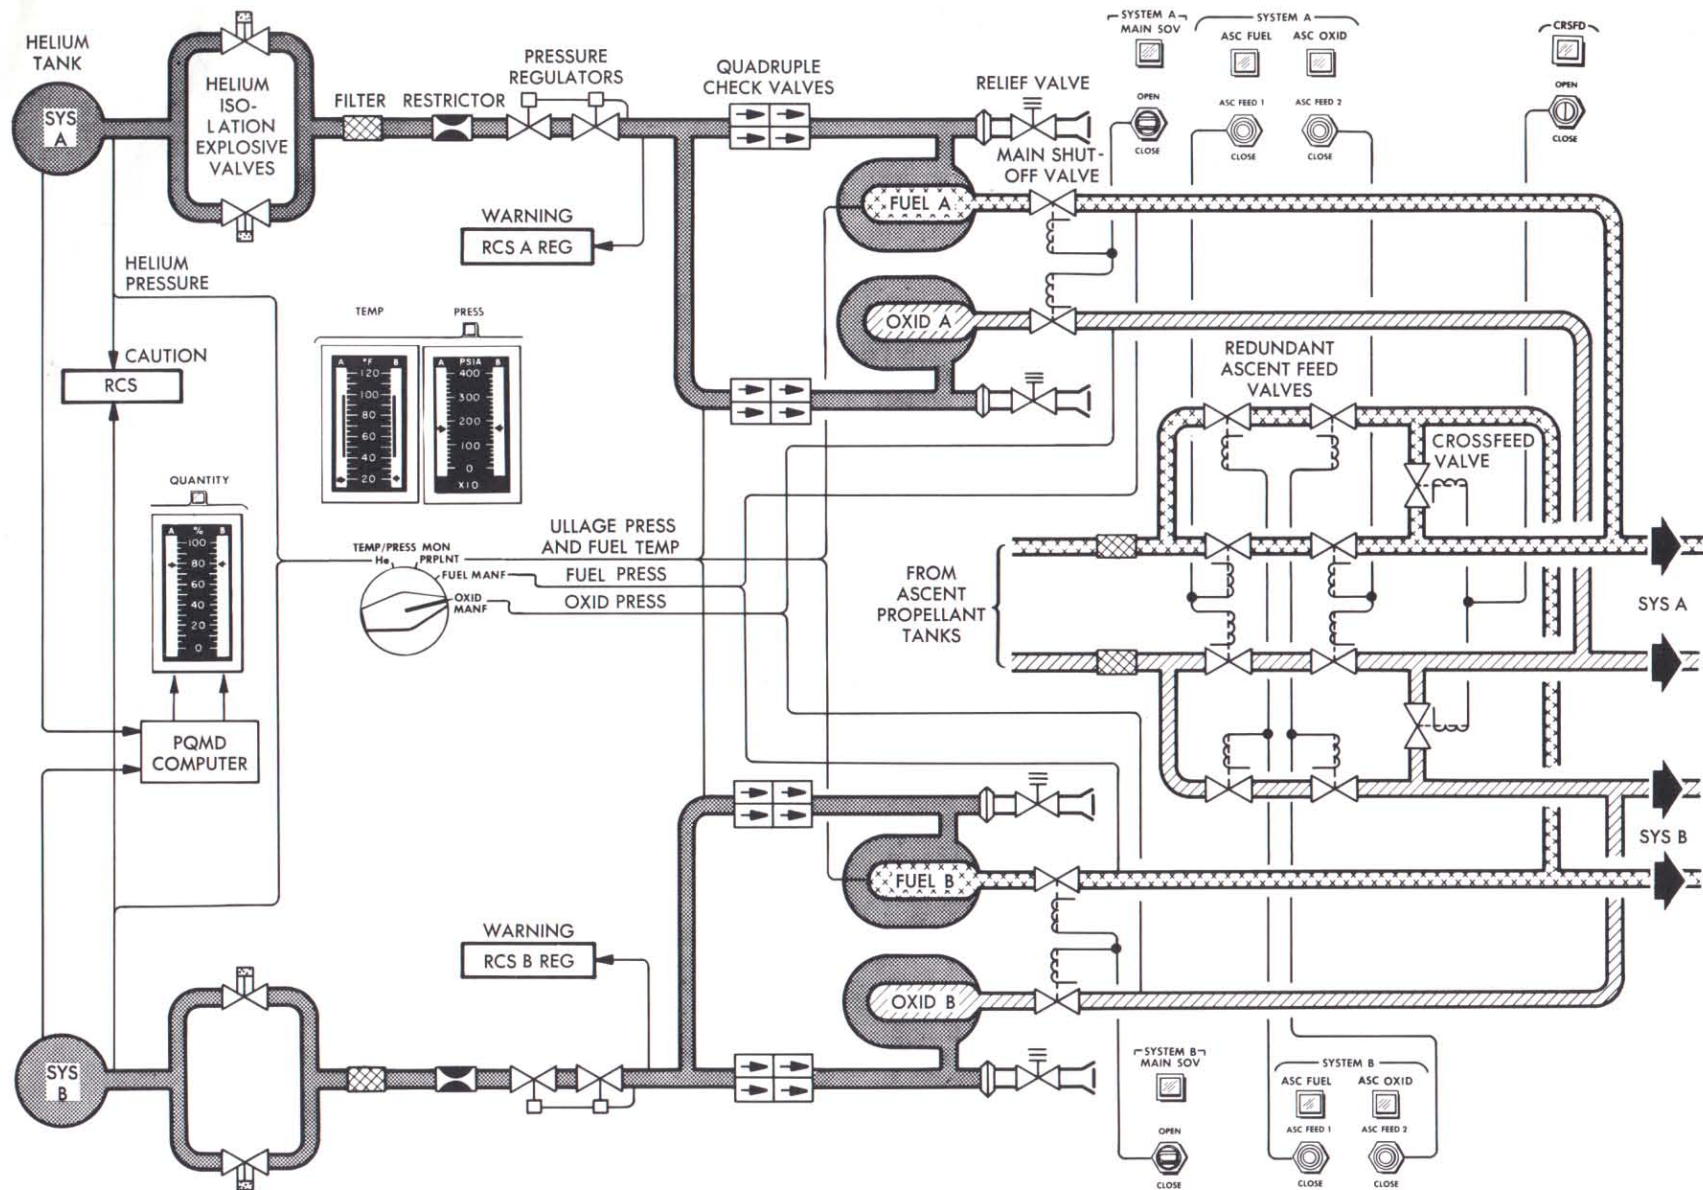 HELIUM
TANK
SYS
A
HELIUM
ISO-
LATION
EXPLOSIVE
VALVES
FILTER
RESTRICTOR
PRESSURE
REGULATORS
QUADRUPLE
CHECK VALVES
RELIEF VALVE
MAIN SHUT-
OFF VALVE
SYSTEM A
MAIN SOV
OPEN
CLOSE
SYSTEM A
ASC FUEL
ASC OXID
ASC FEED 1
ASC FEED 2
CLOSE
CLOSE
CRSFD
OPEN
CLOSE
WARNING
RCS A REG
FUEL A
OXID A
HELIUM
PRESSURE
CAUTION
RCS
TEMP
PRESS
A °F B
120
100
80
60
40
20
A PSIA B
400
300
200
100
0
X10
QUANTITY
A % B
100
80
60
40
20
0
PQMD
COMPUTER
TEMP/PRESS MON
He
PRPLNT
FUEL MANF
OXID
MANF
ULLAGE PRESS
AND FUEL TEMP
FUEL PRESS
OXID PRESS
REDUNDANT
ASCENT FEED
VALVES
CROSSFEED
VALVE
FROM
ASCENT
PROPELLANT
TANKS
SYS A
SYS B
FUEL B
OXID B
WARNING
RCS B REG
SYS
B
SYSTEM B
MAIN SOV
OPEN
CLOSE
SYSTEM B
ASC FUEL
ASC OXID
ASC FEED 1
ASC FEED 2
CLOSE
CLOSE